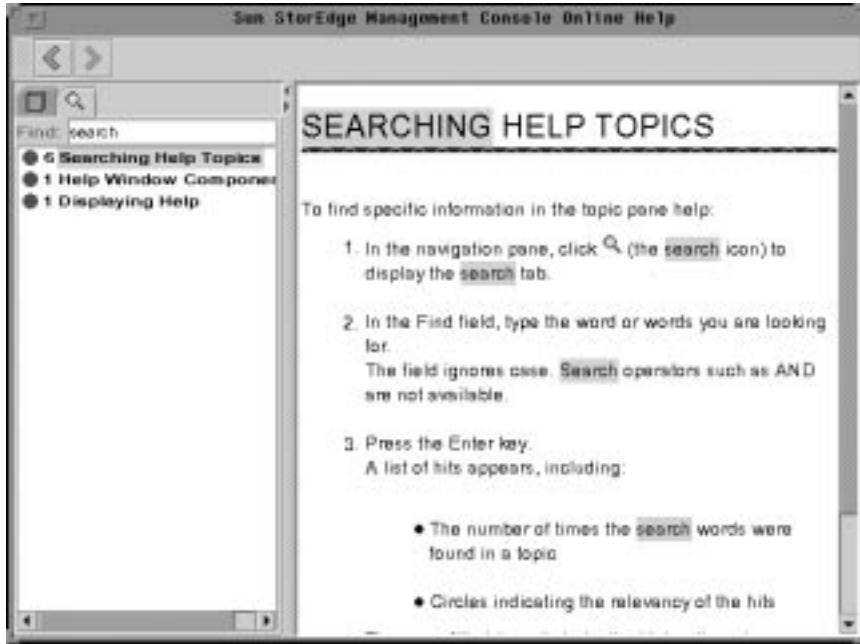 Sun StorEdge Management Console Online Help
Find: search
6 Searching Help Topics
1 Help Window Componen
1 Displaying Help
SEARCHING HELP TOPICS
To find specific information in the topic pane help:
1. In the navigation pane, click (the search icon) to
display the search tab.
2. In the Find field, type the word or words you are looking
for.
The field ignores case. Search operators such as AND
are not available.
3. Press the Enter key.
A list of hits appears, including:
• The number of times the search words were
found in a topic
• Circles indicating the relevancy of the hits